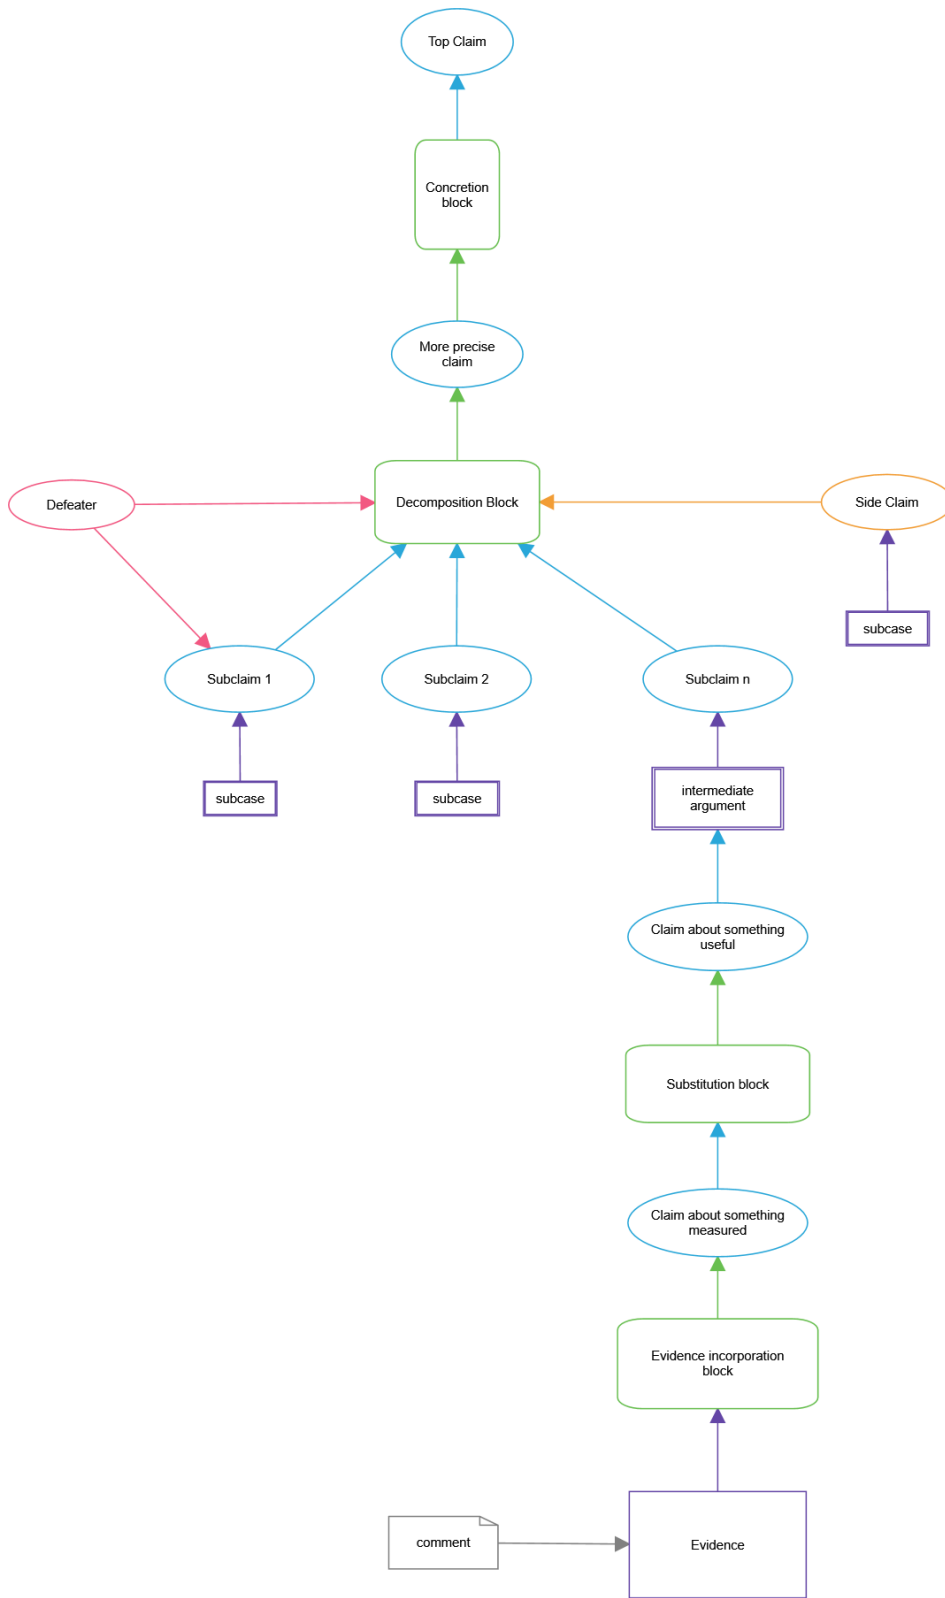 Top Claim
Concretion
block
More precise
claim
Defeater
Decomposition Block
Side Claim
subcase
Subclaim 1
Subclaim 2
Subclaim n
subcase
subcase
intermediate
argument
Claim about something
useful
Substitution block
Claim about something
measured
Evidence incorporation
block
comment
Evidence